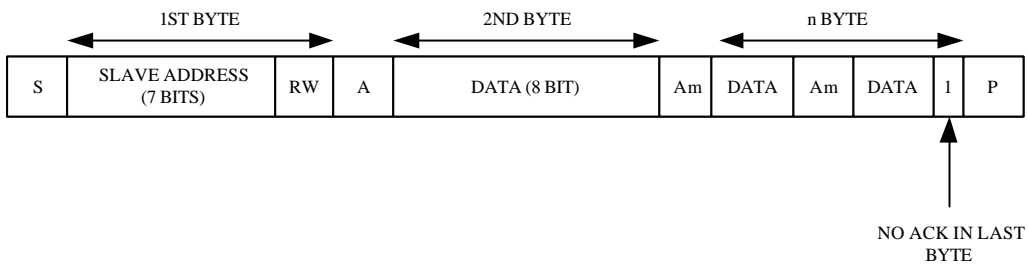 1ST BYTE
2ND BYTE
n BYTE
S
SLAVE ADDRESS
(7 BITS)
RW
A
DATA (8 BIT)
Am
DATA
Am
DATA
1
P
NO ACK IN LAST
BYTE